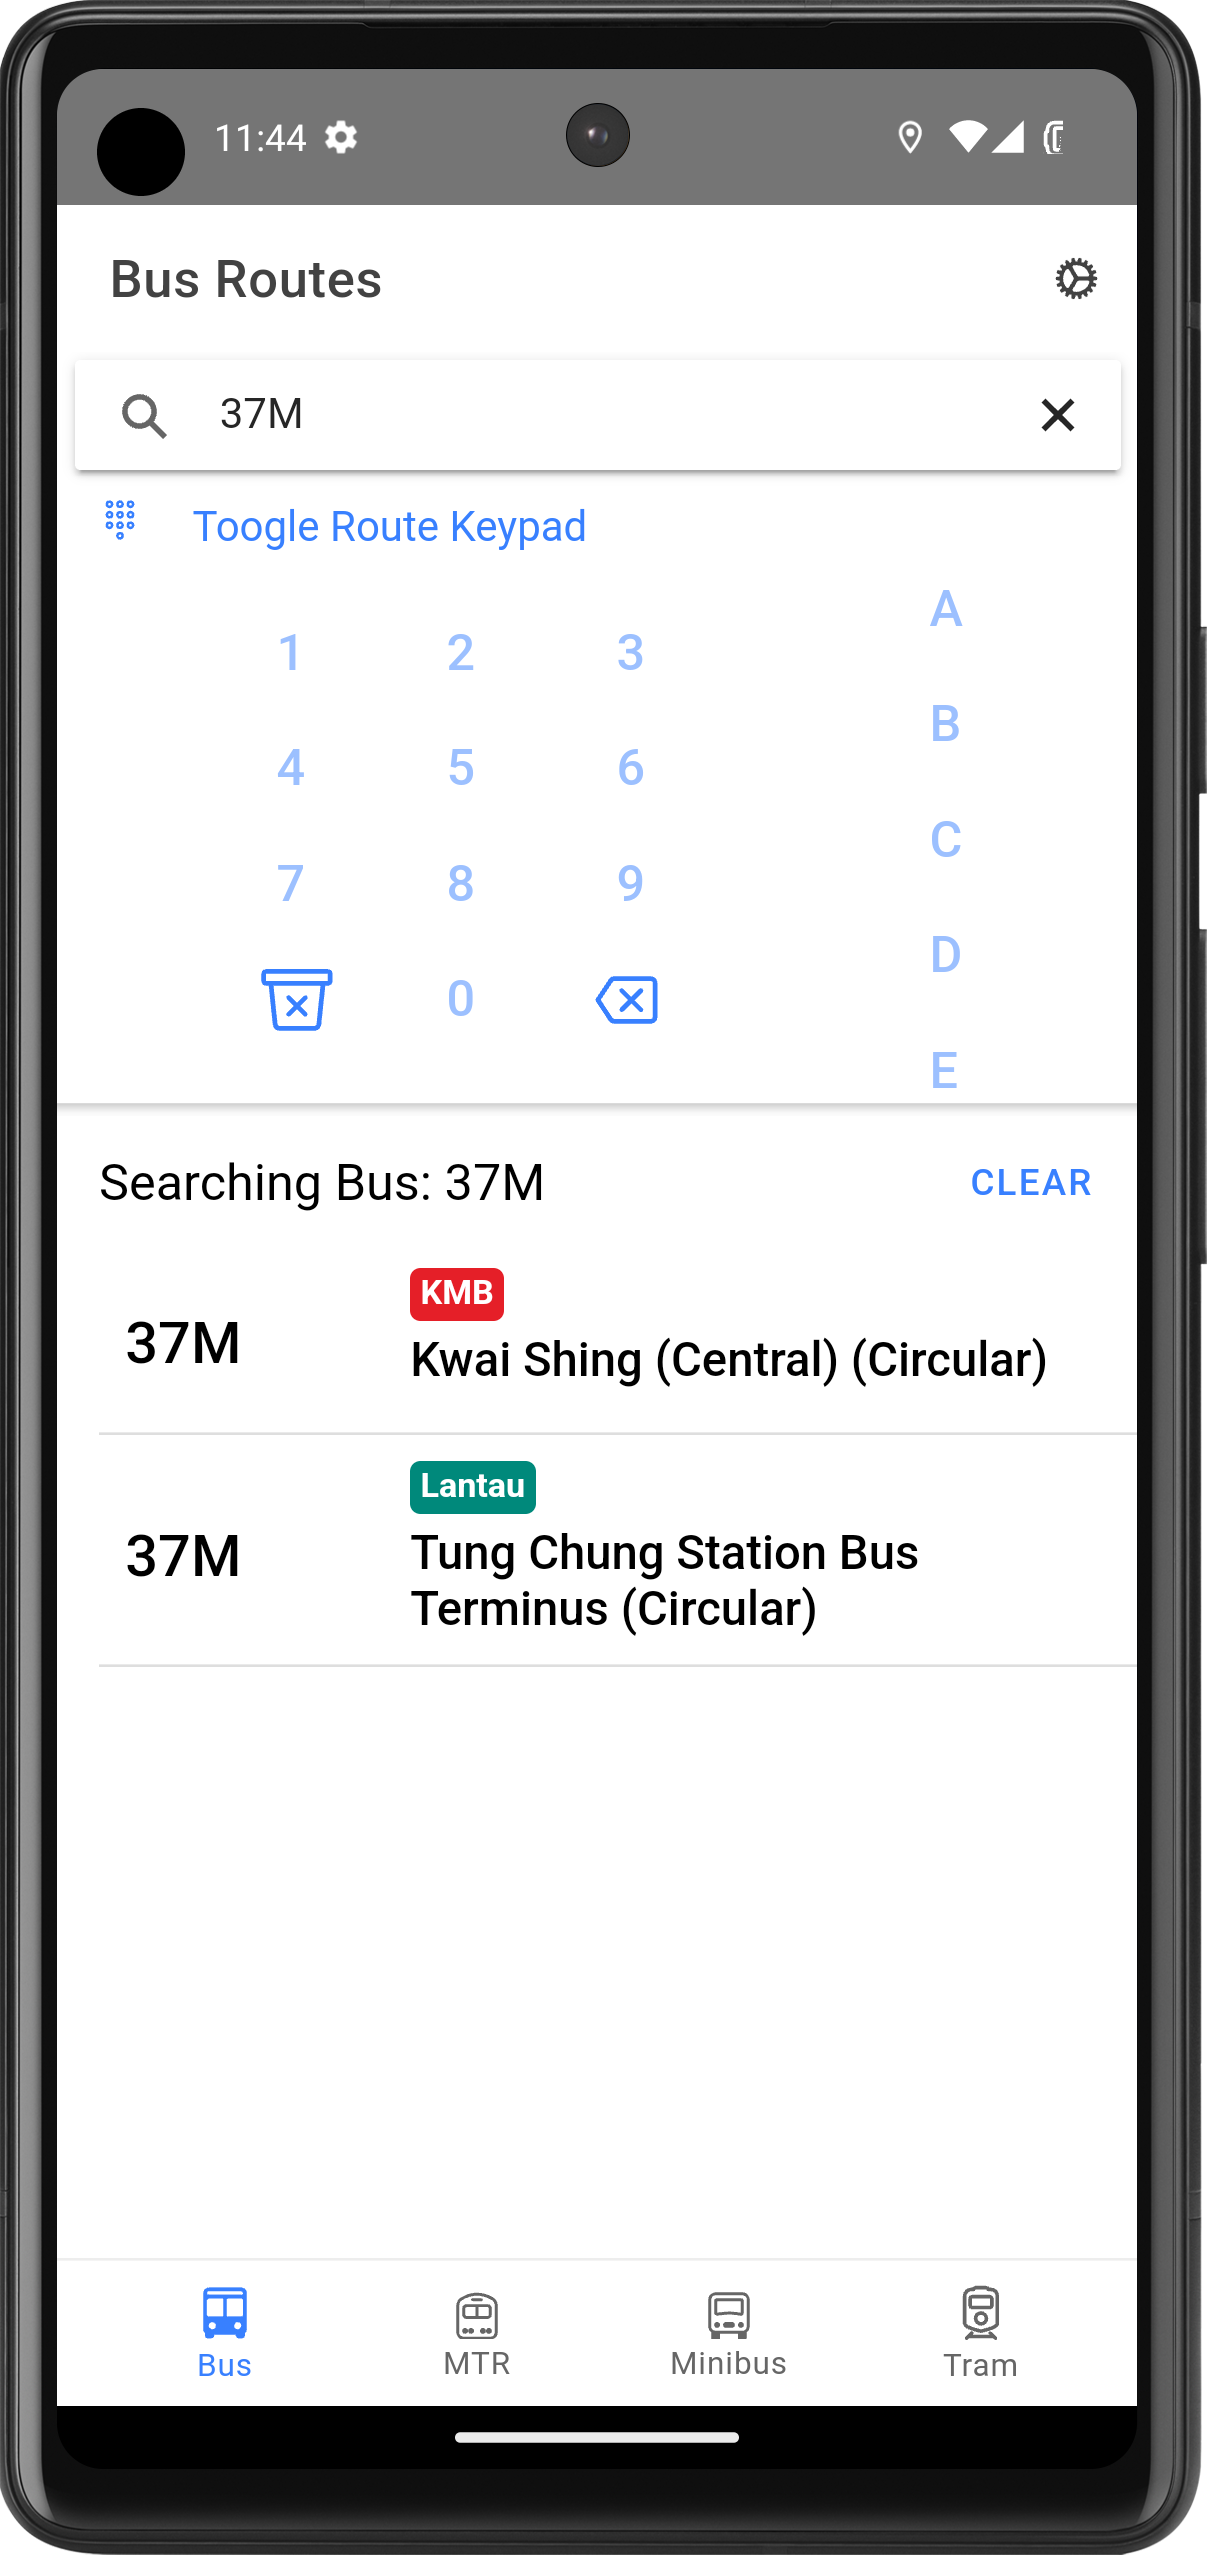 11:44
Bus Routes
37M
Toogle Route Keypad
A
1 2 3
B
4 5 6
C
7 8 9
D
0
E
Searching Bus: 37M CLEAR
KMB
37M
Kwai Shing (Central) (Circular)
Lantau
37M
Tung Chung Station Bus
Terminus (Circular)
Bus MTR Minibus Tram